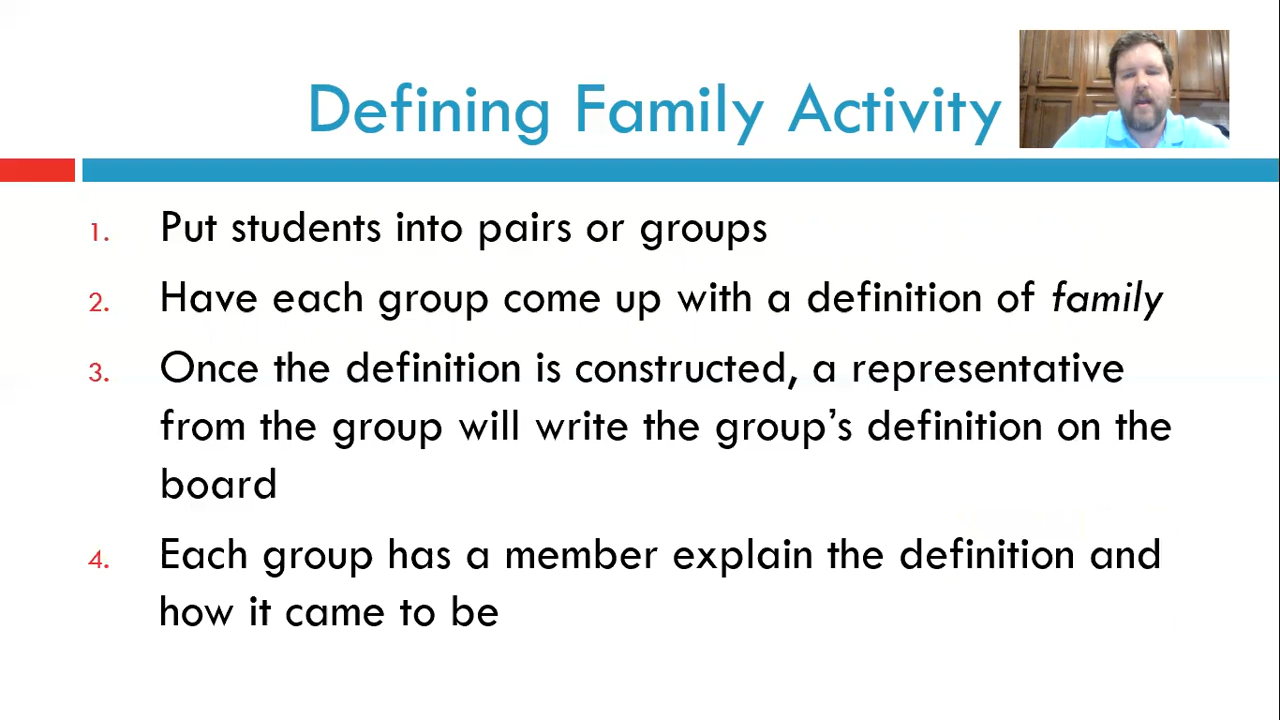 Defining Family Activity
1. Put students into pairs or groups
2. Have each group come up with a definition of family
3. Once the definition is constructed, a representative
from the group will write the group’s definition on the
board
4. Each group has a member explain the definition and
how it came to be